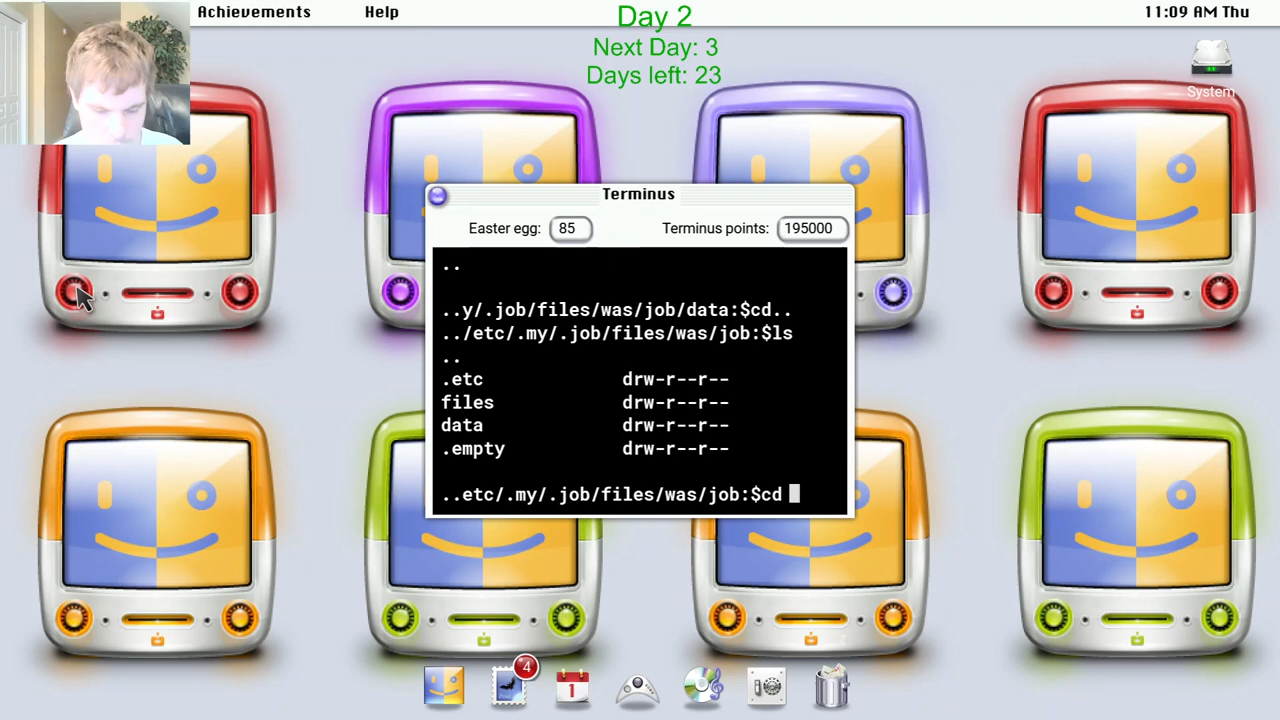 Achievements Help
Day 2
11:09 AM Thu
Next Day: 3
Days left: 23
System
Terminus
Easter egg: 85 Terminus points: 195000
..
..y/.job/files/was/job/data:$cd..
../etc/.my/.job/files/was/job:$ls
..
.etc drw-r--r--
files drw-r--r--
data drw-r--r--
.empty drw-r--r--
..etc/.my/.job/files/was/job:$cd
4
1